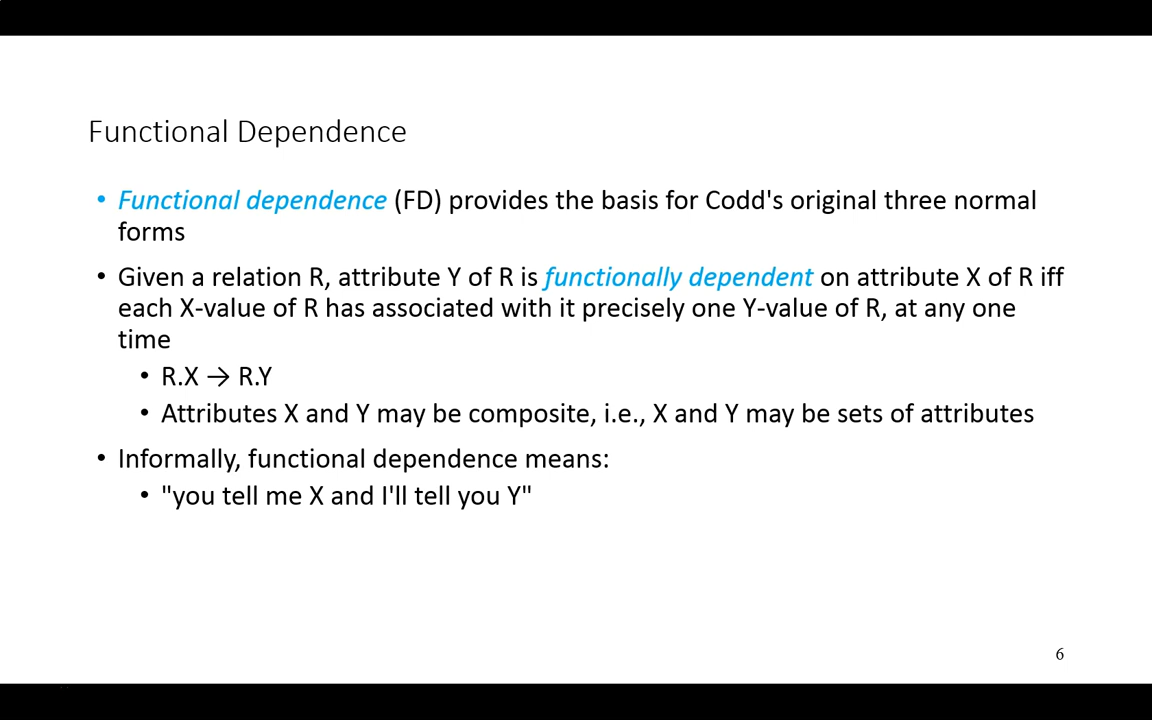 Functional Dependence
• Functional dependence (FD) provides the basis for Codd's original three normal
forms
• Given a relation R, attribute Y of R is functionally dependent on attribute X of R iff
each X-value of R has associated with it precisely one Y-value of R, at any one
time
• R.X → R.Y
• Attributes X and Y may be composite, i.e., X and Y may be sets of attributes
• Informally, functional dependence means:
• "you tell me X and I'll tell you Y"
6